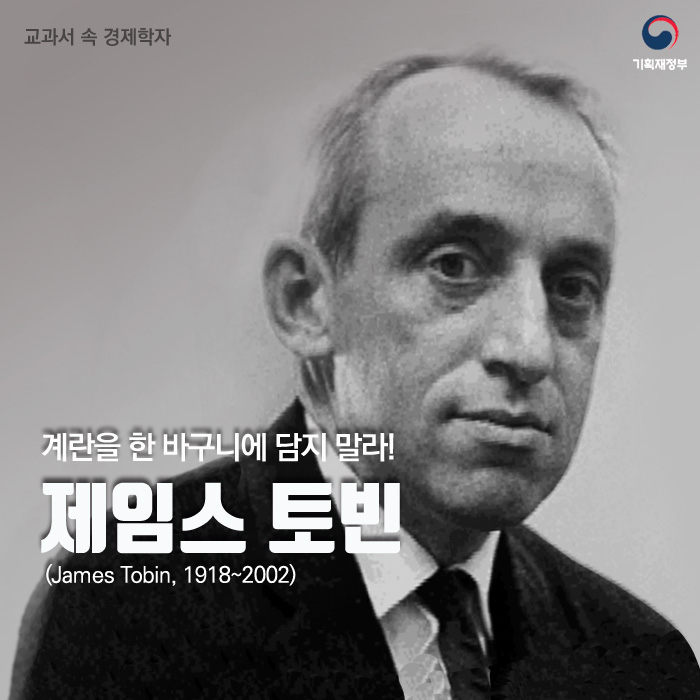 교과서 속 경제학자
기획재정부
계란을 한 바구니에 담지 말라!
제임스 토빈
(James Tobin, 1918~2002)